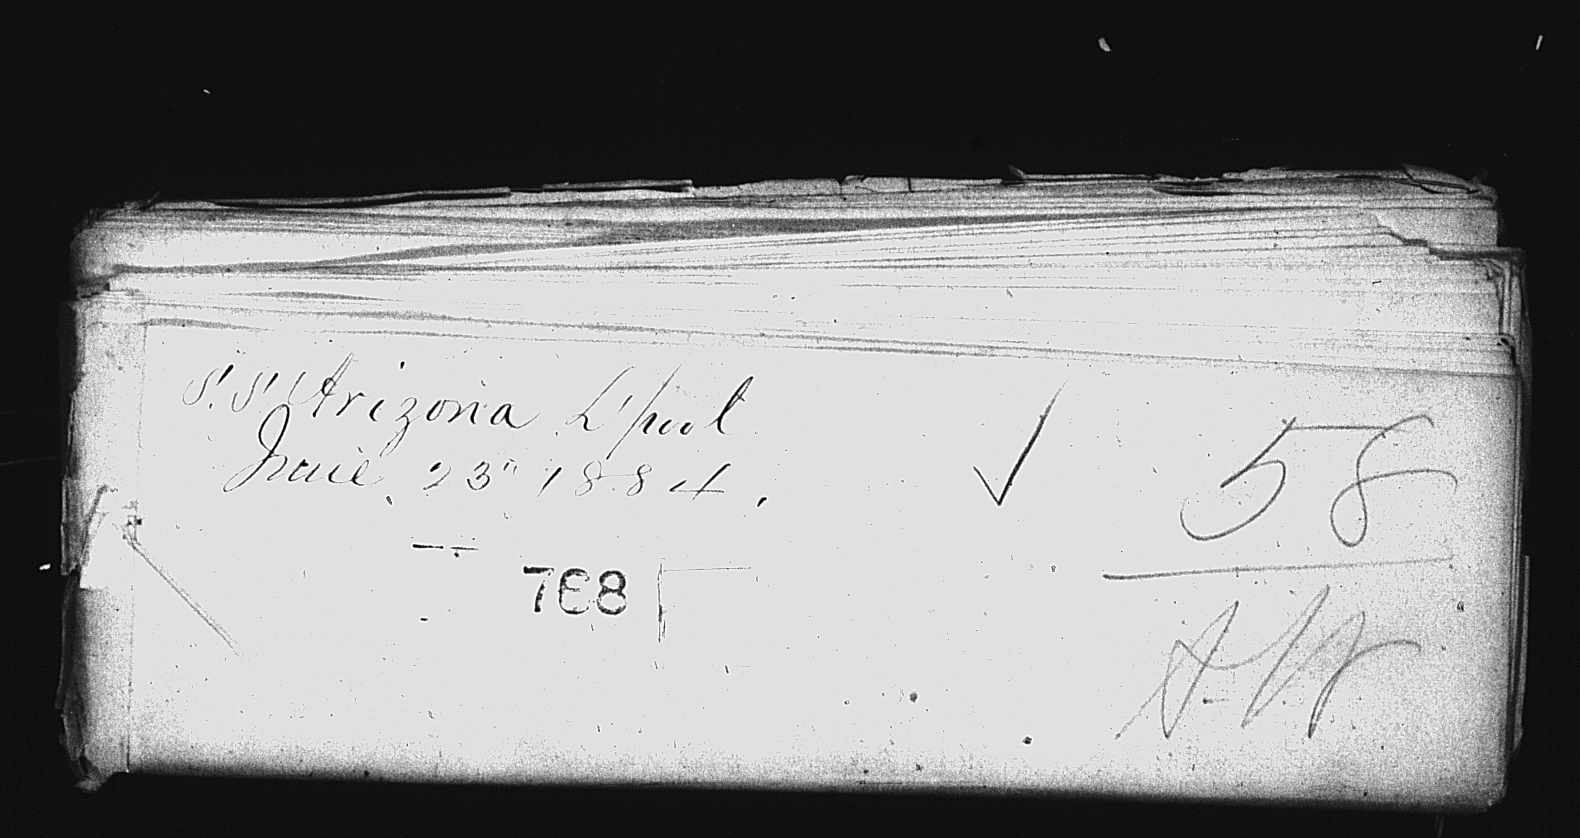 S. S. Arizona L'pool
June 23" 1884.
768
58